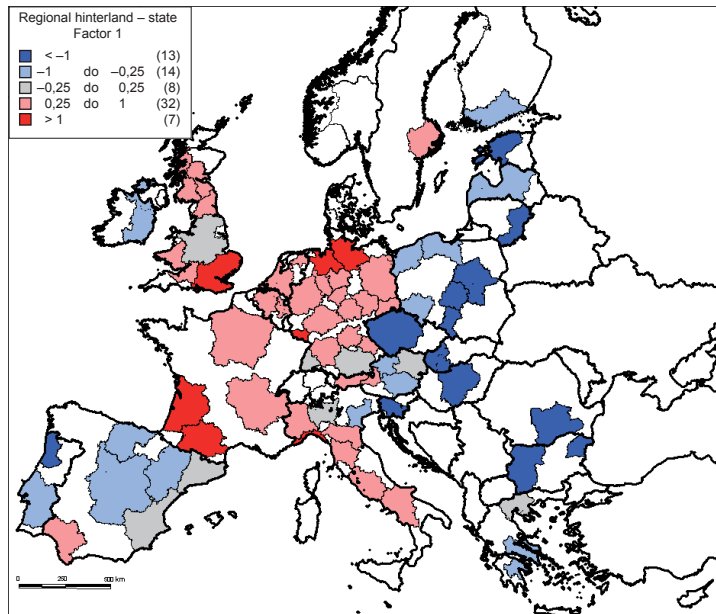 Regional hinterland – state
Factor 1
< –1 (13)
–1 do –0,25 (14)
–0,25 do 0,25 (8)
0,25 do 1 (32)
> 1 (7)
0 250 500 km